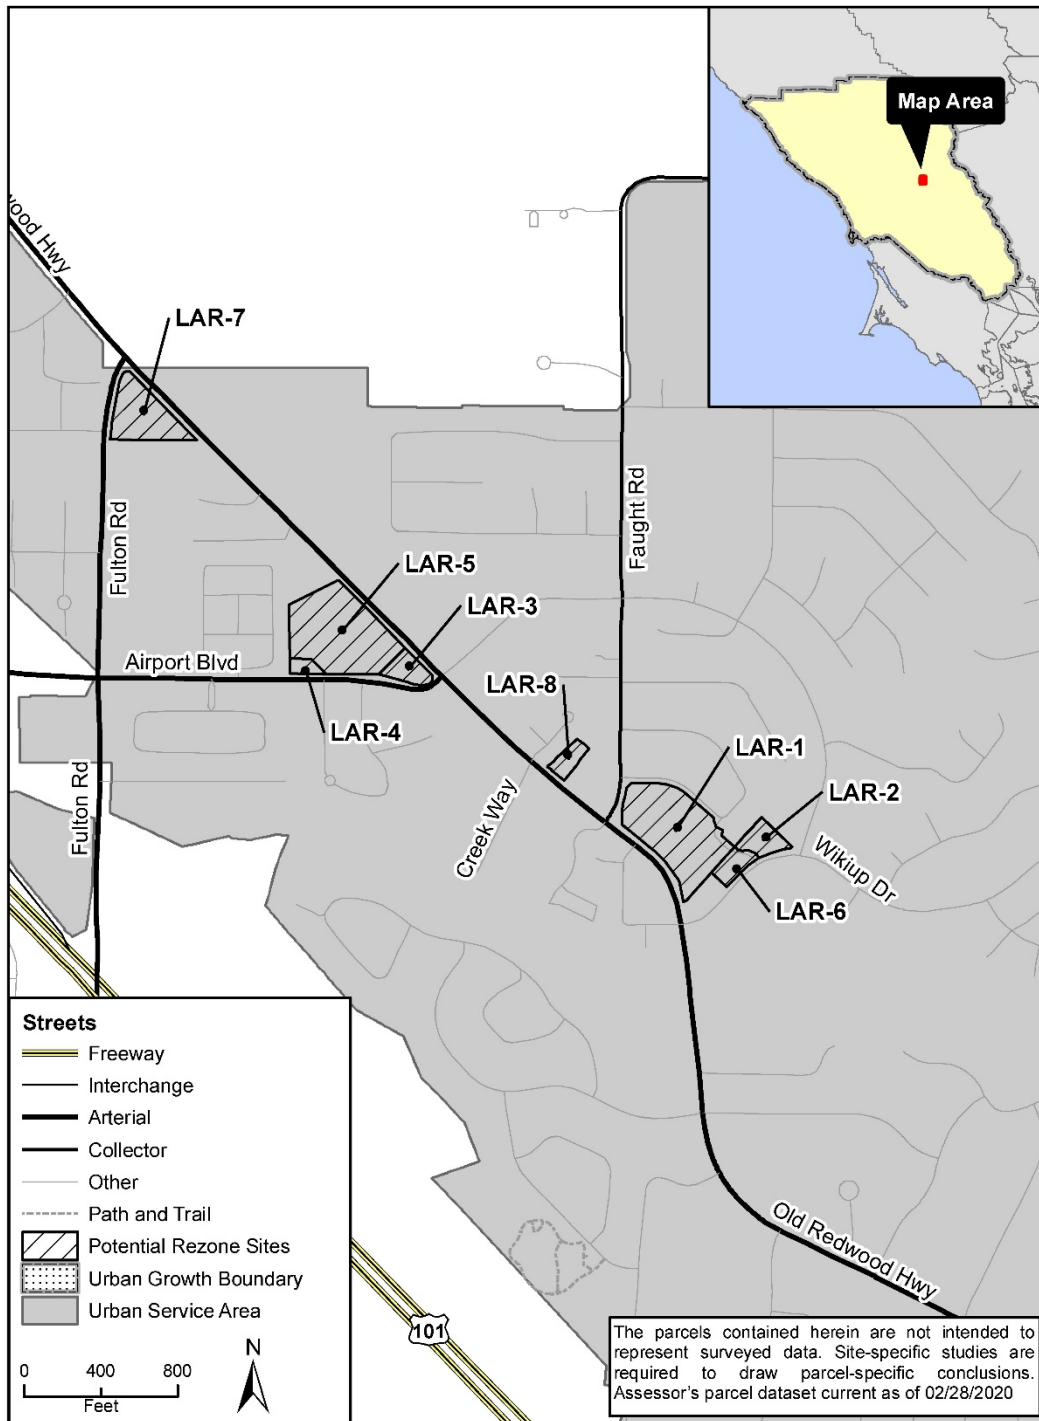 Map Area
wood Hwy
LAR-7
Fulton Rd
Faught Rd
LAR-5
LAR-3
Airport Blvd
LAR-8
LAR-4
LAR-1
LAR-2
Fulton Rd
Creek Way
Wikiup Dr
LAR-6
Streets
Freeway
Interchange
Arterial
Collector
Other
Path and Trail
Potential Rezone Sites
Urban Growth Boundary
Urban Service Area
N
0 400 800
Feet
101
Old Redwood Hwy
The parcels contained herein are not intended to
represent surveyed data. Site-specific studies are
required to draw parcel-specific conclusions.
Assessor's parcel dataset current as of 02/28/2020